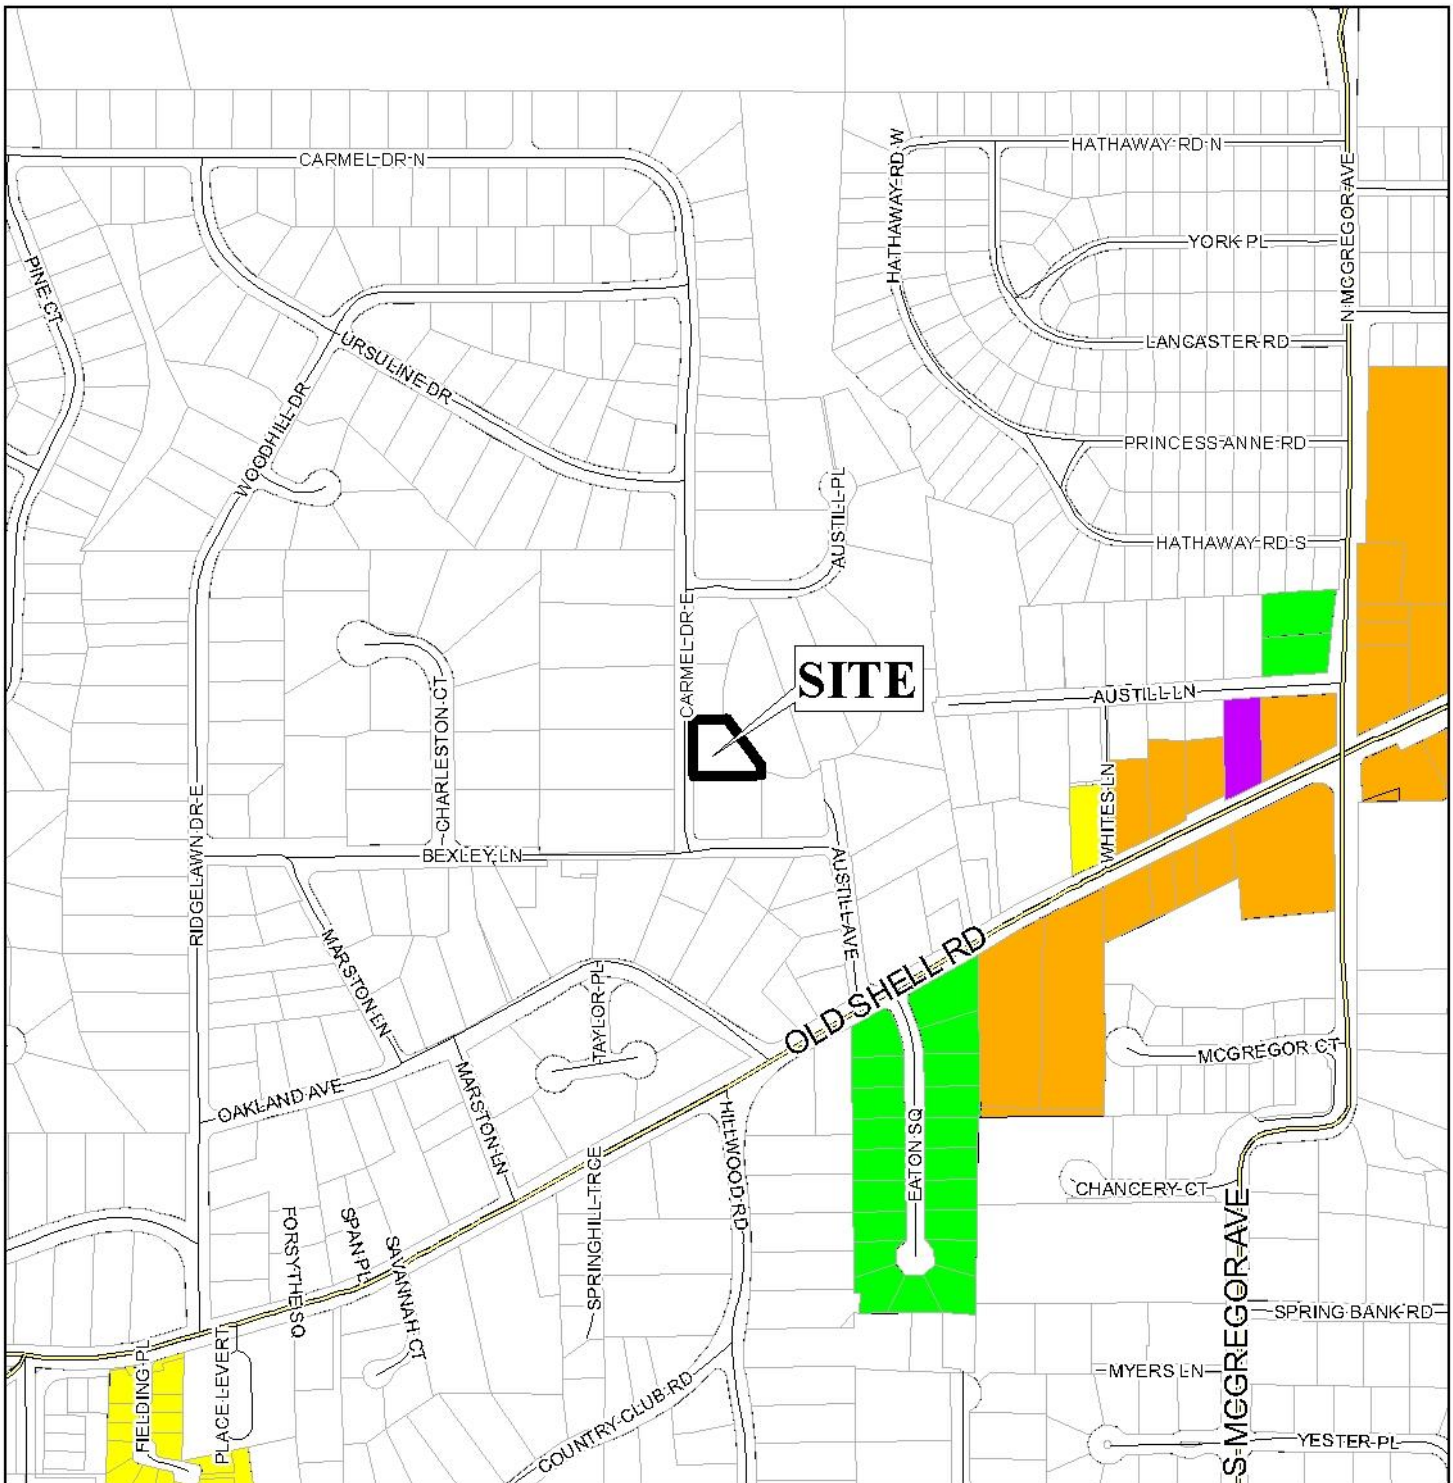 CARMEL DR N
HATHAWAY RD W
HATHAWAY RD N
N MCGREGOR AVE
YORK PL
PINE CT
URSULINE DR
LANCASTER RD
WOODHILL DR
PRINCESS ANNE RD
AUSTILL PL
HATHAWAY RD S
CARMEL DR E
SITE
CHARLESTON CT
AUSTILL LN
WHITES LN
RIDGELAWN DR E
BEXLEY LN
AUSTILL AVE
MARSTON LN
OLD SHELL RD
TAYLOR PL
MCGREGOR CT
OAKLAND AVE
MARSTON LN
HILLWOOD RD
EATON SQ
SPRINGHILL TRCE
CHANCERY CT
FORSYTHE SQ
SPAN PL
SAVANNAH CT
S MCGREGOR AVE
SPRING BANK RD
FIELDING PL
PLACE LEVERT
COUNTRY CLUB RD
MYERS LN
YESTER PL